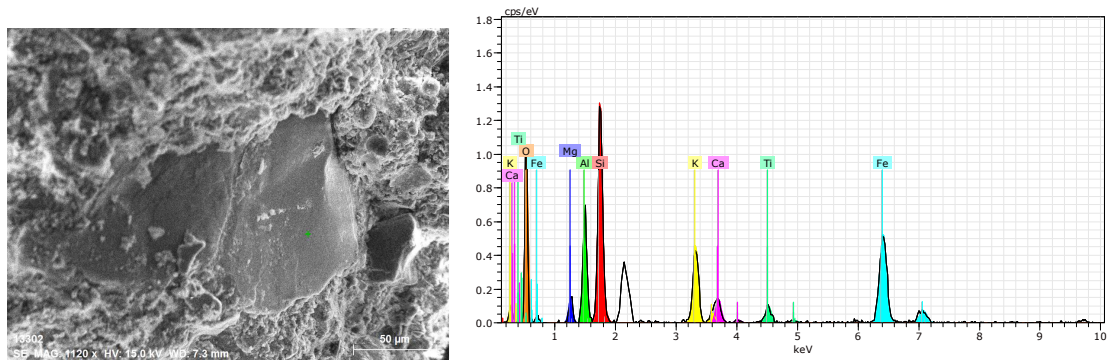 13302
SE MAG: 1120 x HV: 15.0 kV WD: 7.3 mm
50 µm
cps/eV
1.8
1.6
1.4
1.2
1.0
0.8
0.6
0.4
0.2
0.0
Ti
O
K
Fe
Ca
Mg
Al
Si
K
Ca
Ti
Fe
1
2
3
4
5
6
7
8
9
10
keV